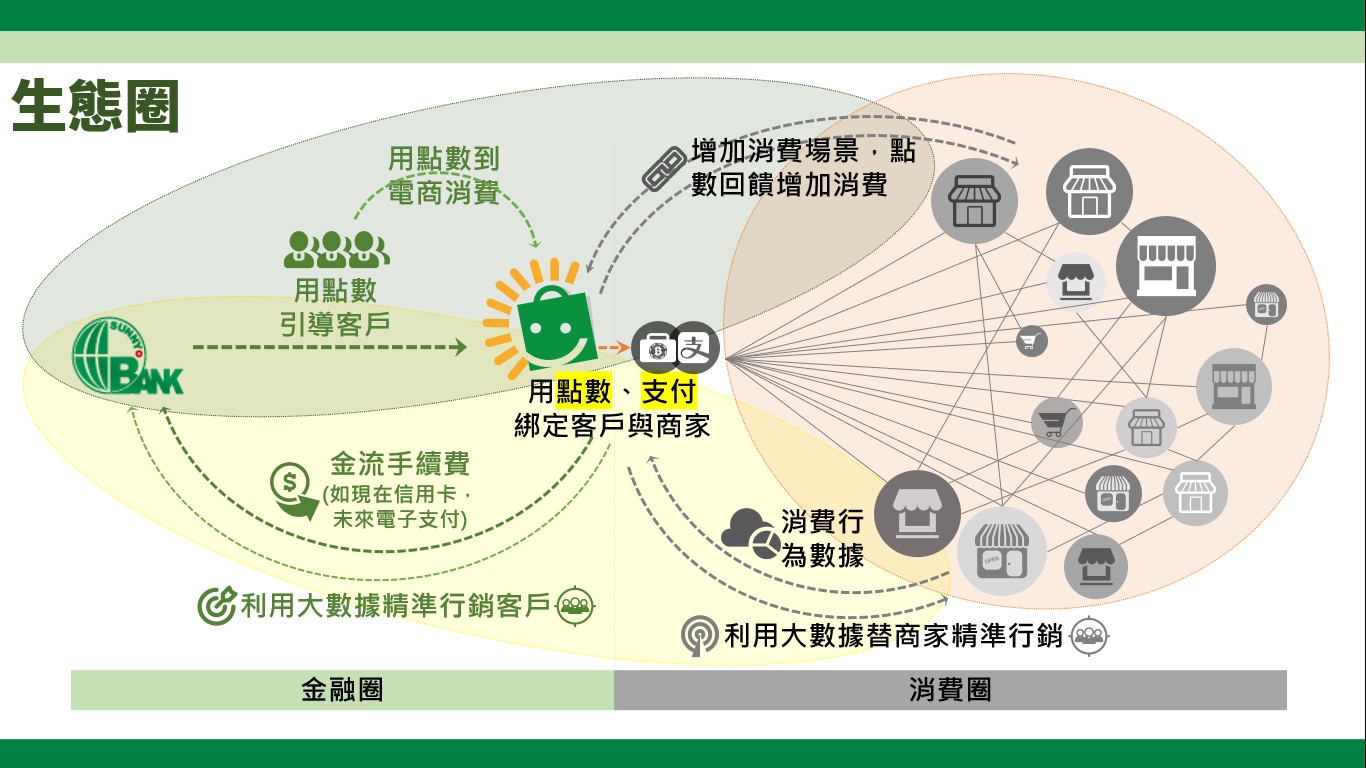 生態圈
用點數到
電商消費
增加消費場景，點
數回饋增加消費
用點數
引導客戶
SUNNY
BANK
支
用點數、支付
綁定客戶與商家
金流手續費
(如現在信用卡，
未來電子支付)
$
消費行
為數據
OPEN
利用大數據精準行銷客戶
利用大數據替商家精準行銷
金融圈
消費圈